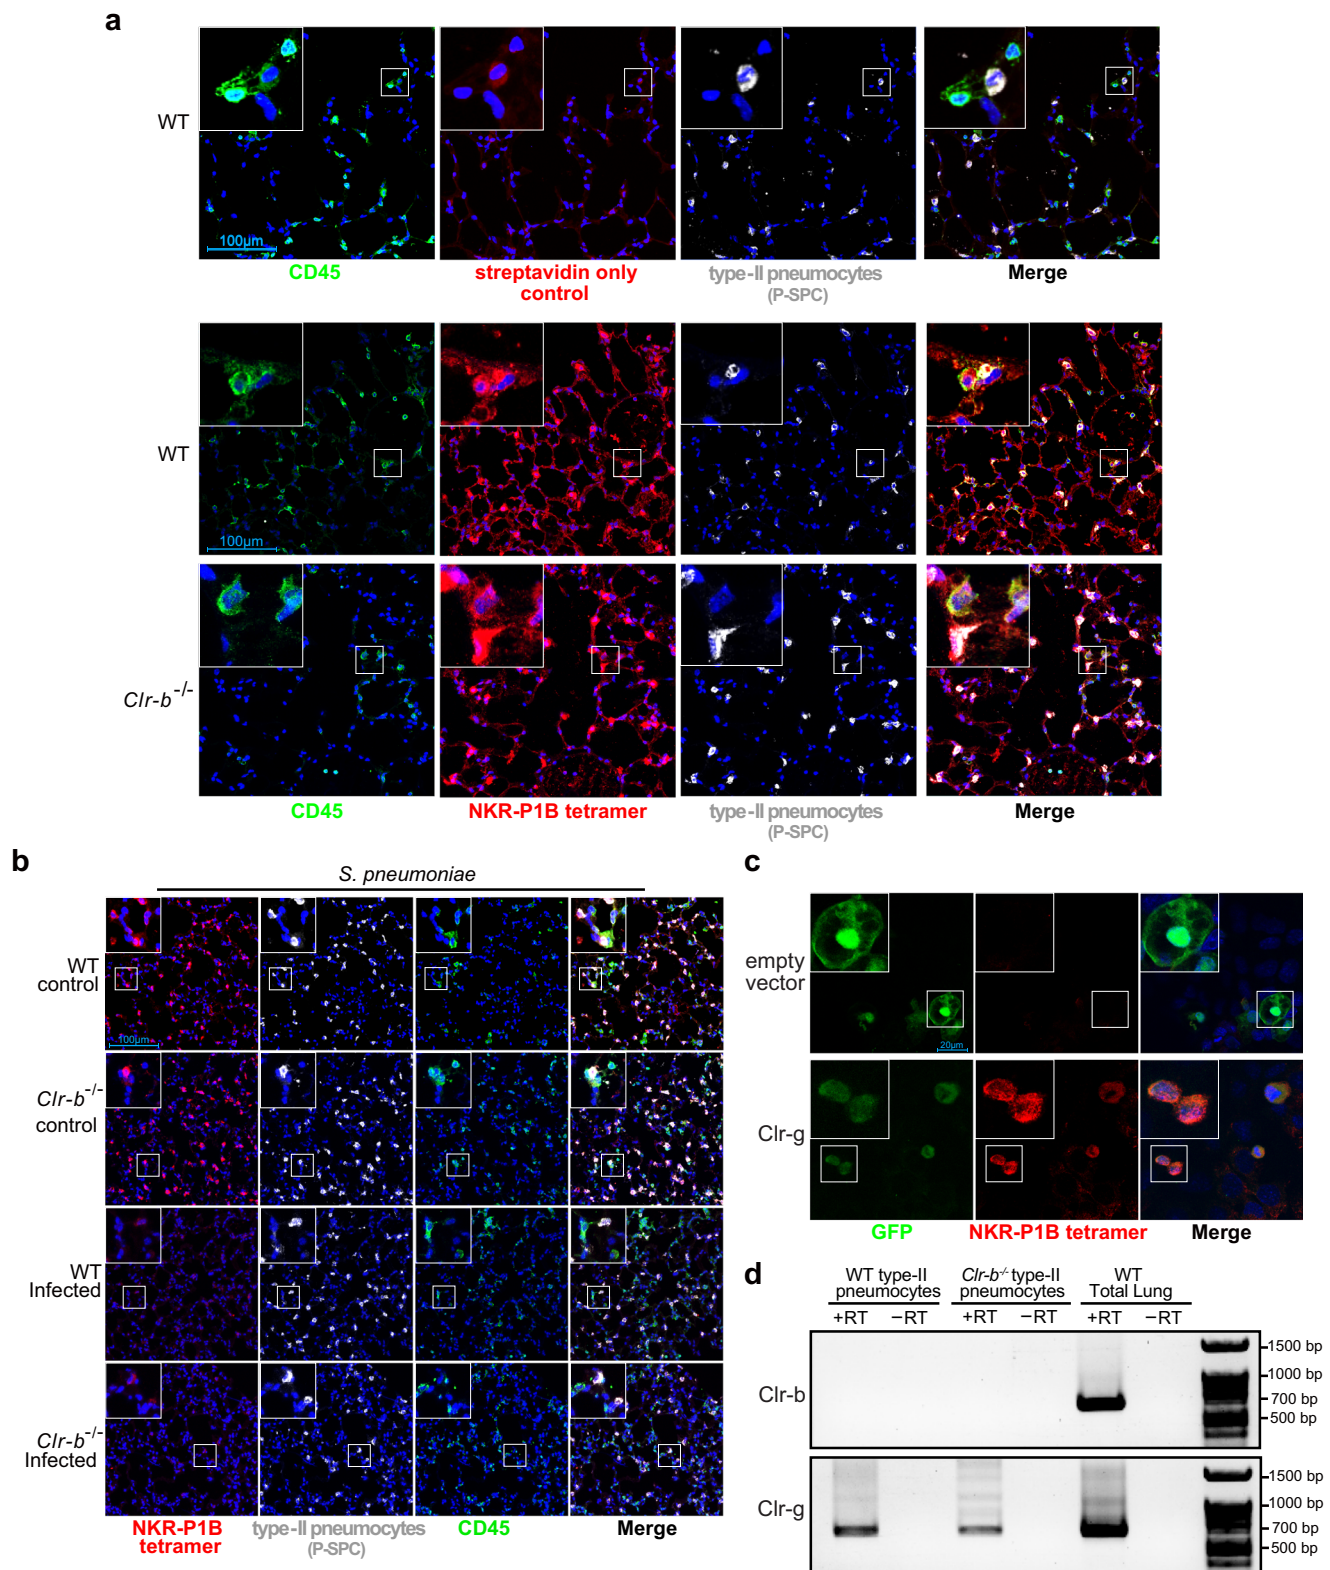 a
WT
100μm
CD45
streptavidin only
control
type-II pneumocytes
(P-SPC)
Merge
WT
100μm
Clr-b-/-
CD45
NKR-P1B tetramer
type-II pneumocytes
(P-SPC)
Merge
b
S. pneumoniae
WT
control
100μm
Clr-b-/-
control
WT
Infected
Clr-b-/-
Infected
NKR-P1B
tetramer
type-II pneumocytes
(P-SPC)
CD45
Merge
c
empty
vector
20μm
Clr-g
GFP
NKR-P1B tetramer
Merge
d
WT type-II
pneumocytes
Clr-b-/- type-II
pneumocytes
WT
Total Lung
+RT
−RT
+RT
−RT
+RT
−RT
Clr-b
1500 bp
1000 bp
700 bp
500 bp
Clr-g
1500 bp
1000 bp
700 bp
500 bp